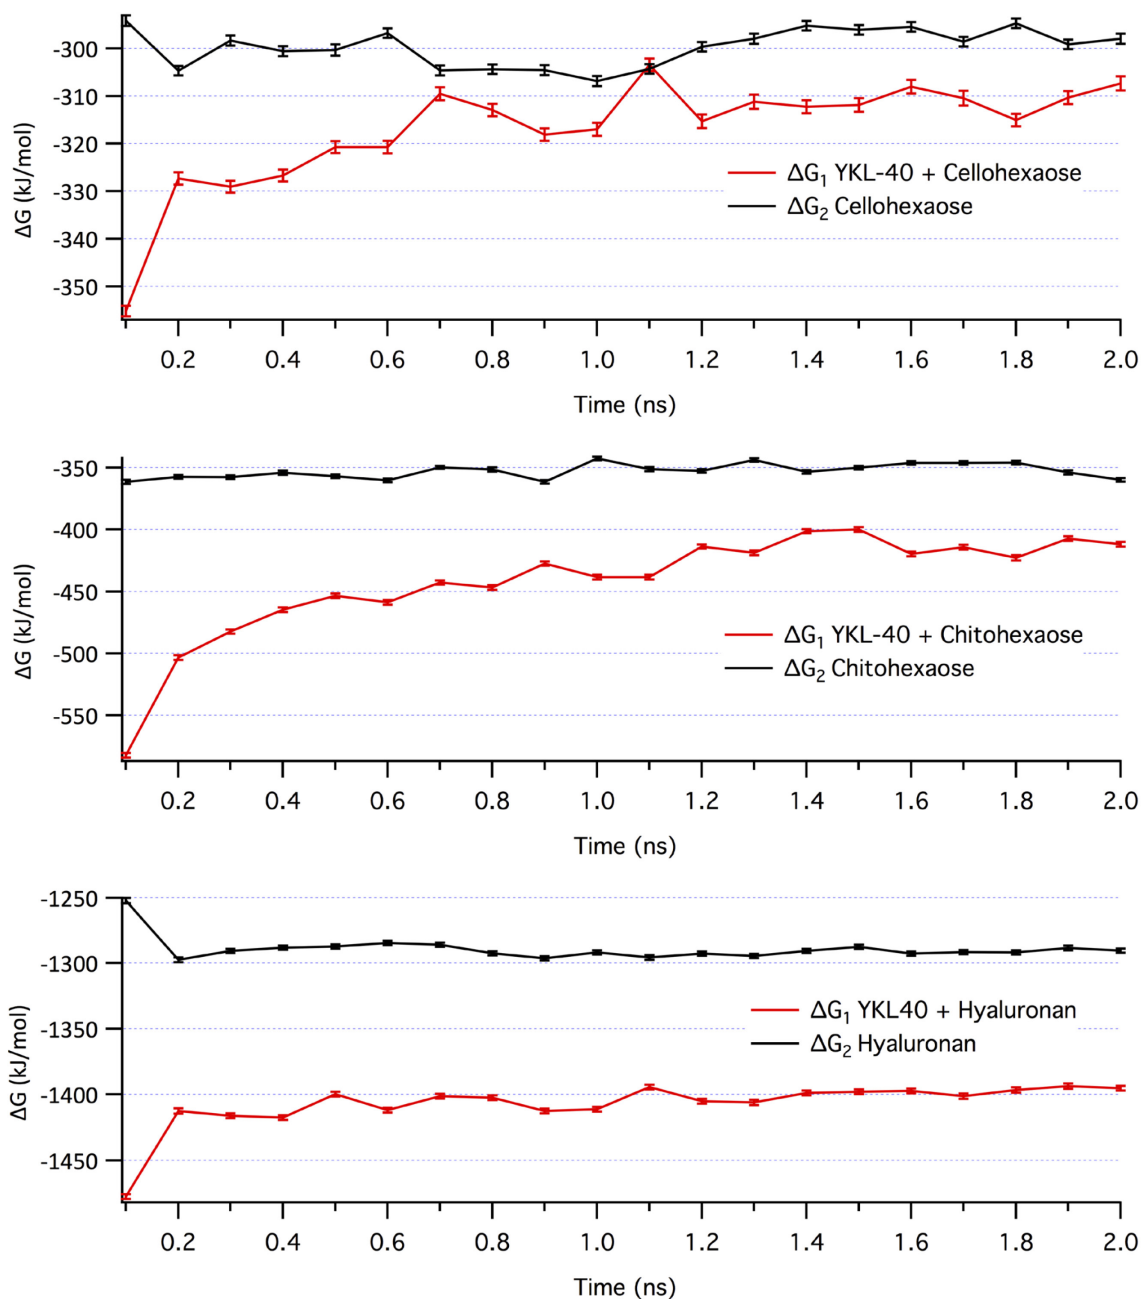 -300
-310
-320
-330
-340
-350
ΔG (kJ/mol)
ΔG₁ YKL-40 + Cellohexaose
ΔG₂ Cellohexaose
0.2 0.4 0.6 0.8 1.0 1.2 1.4 1.6 1.8 2.0
Time (ns)
-350
-400
-450
-500
-550
ΔG (kJ/mol)
ΔG₁ YKL-40 + Chitohexaose
ΔG₂ Chitohexaose
0.2 0.4 0.6 0.8 1.0 1.2 1.4 1.6 1.8 2.0
Time (ns)
-1250
-1300
-1350
-1400
-1450
ΔG (kJ/mol)
ΔG₁ YKL40 + Hyaluronan
ΔG₂ Hyaluronan
0.2 0.4 0.6 0.8 1.0 1.2 1.4 1.6 1.8 2.0
Time (ns)